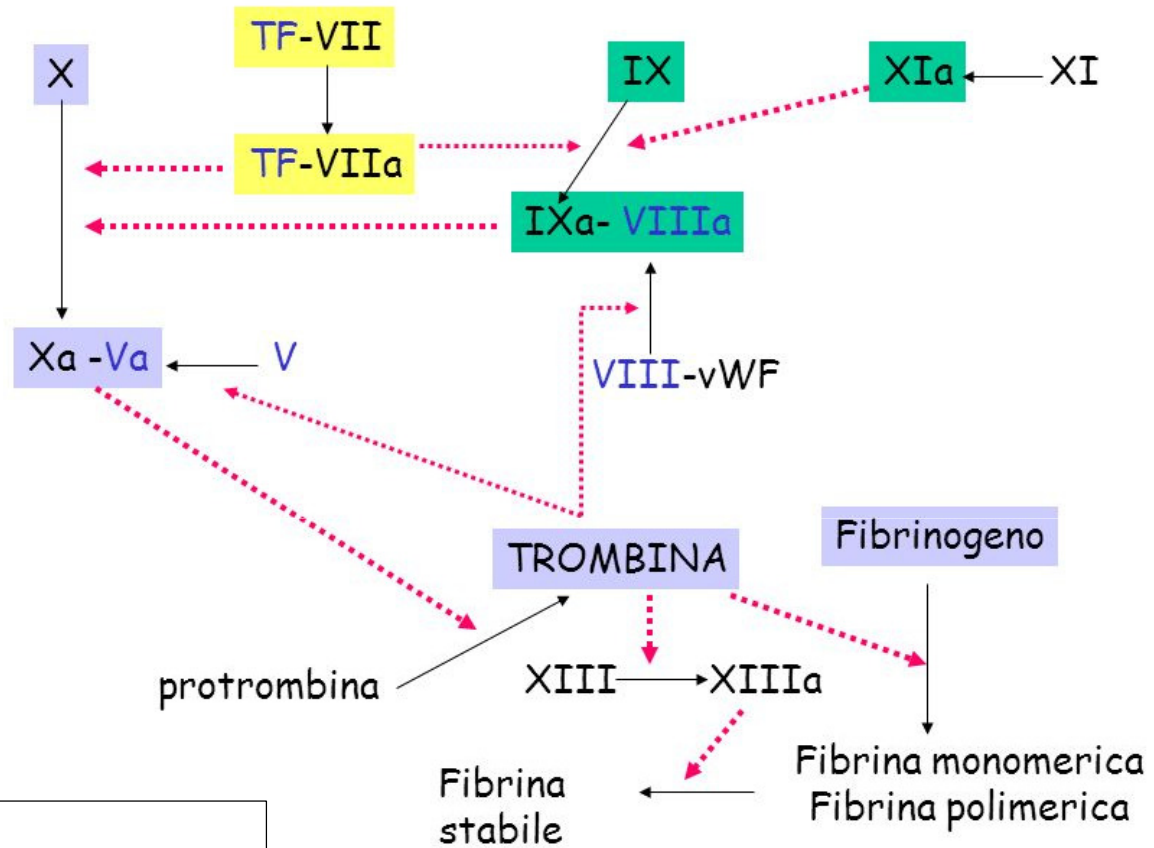 TF-VII
X
IX
XIa
XI
TF-VIIa
IXa- VIIIa
Xa -Va
V
VIII-vWF
TROMBINA
Fibrinogeno
protrombina
XIII
XIIIa
Fibrina
stabile
Fibrina monomerica
Fibrina polimerica